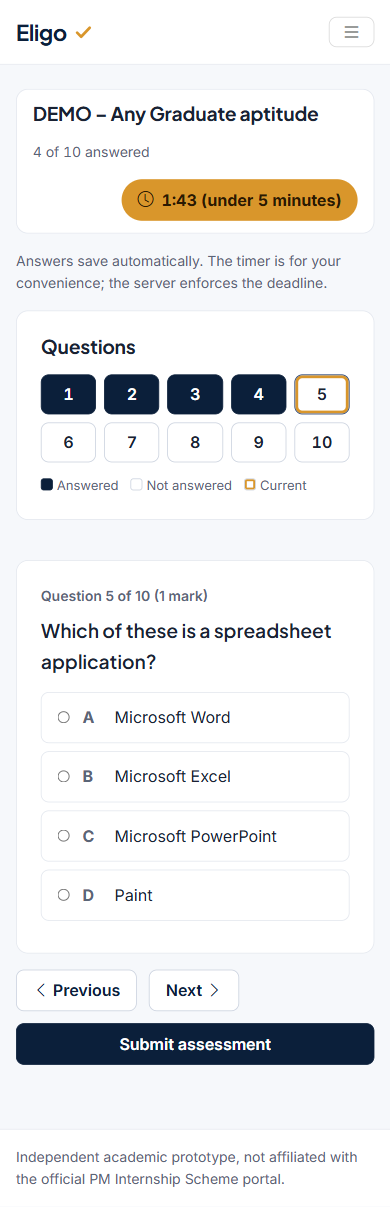 Eligo
DEMO – Any Graduate aptitude
4 of 10 answered
1:43 (under 5 minutes)
Answers save automatically. The timer is for your
convenience; the server enforces the deadline.
Questions
1 2 3 4 5
6 7 8 9 10
Answered Not answered Current
Question 5 of 10 (1 mark)
Which of these is a spreadsheet
application?
A Microsoft Word
B Microsoft Excel
C Microsoft PowerPoint
D Paint
Previous Next
Submit assessment
Independent academic prototype, not affiliated with
the official PM Internship Scheme portal.